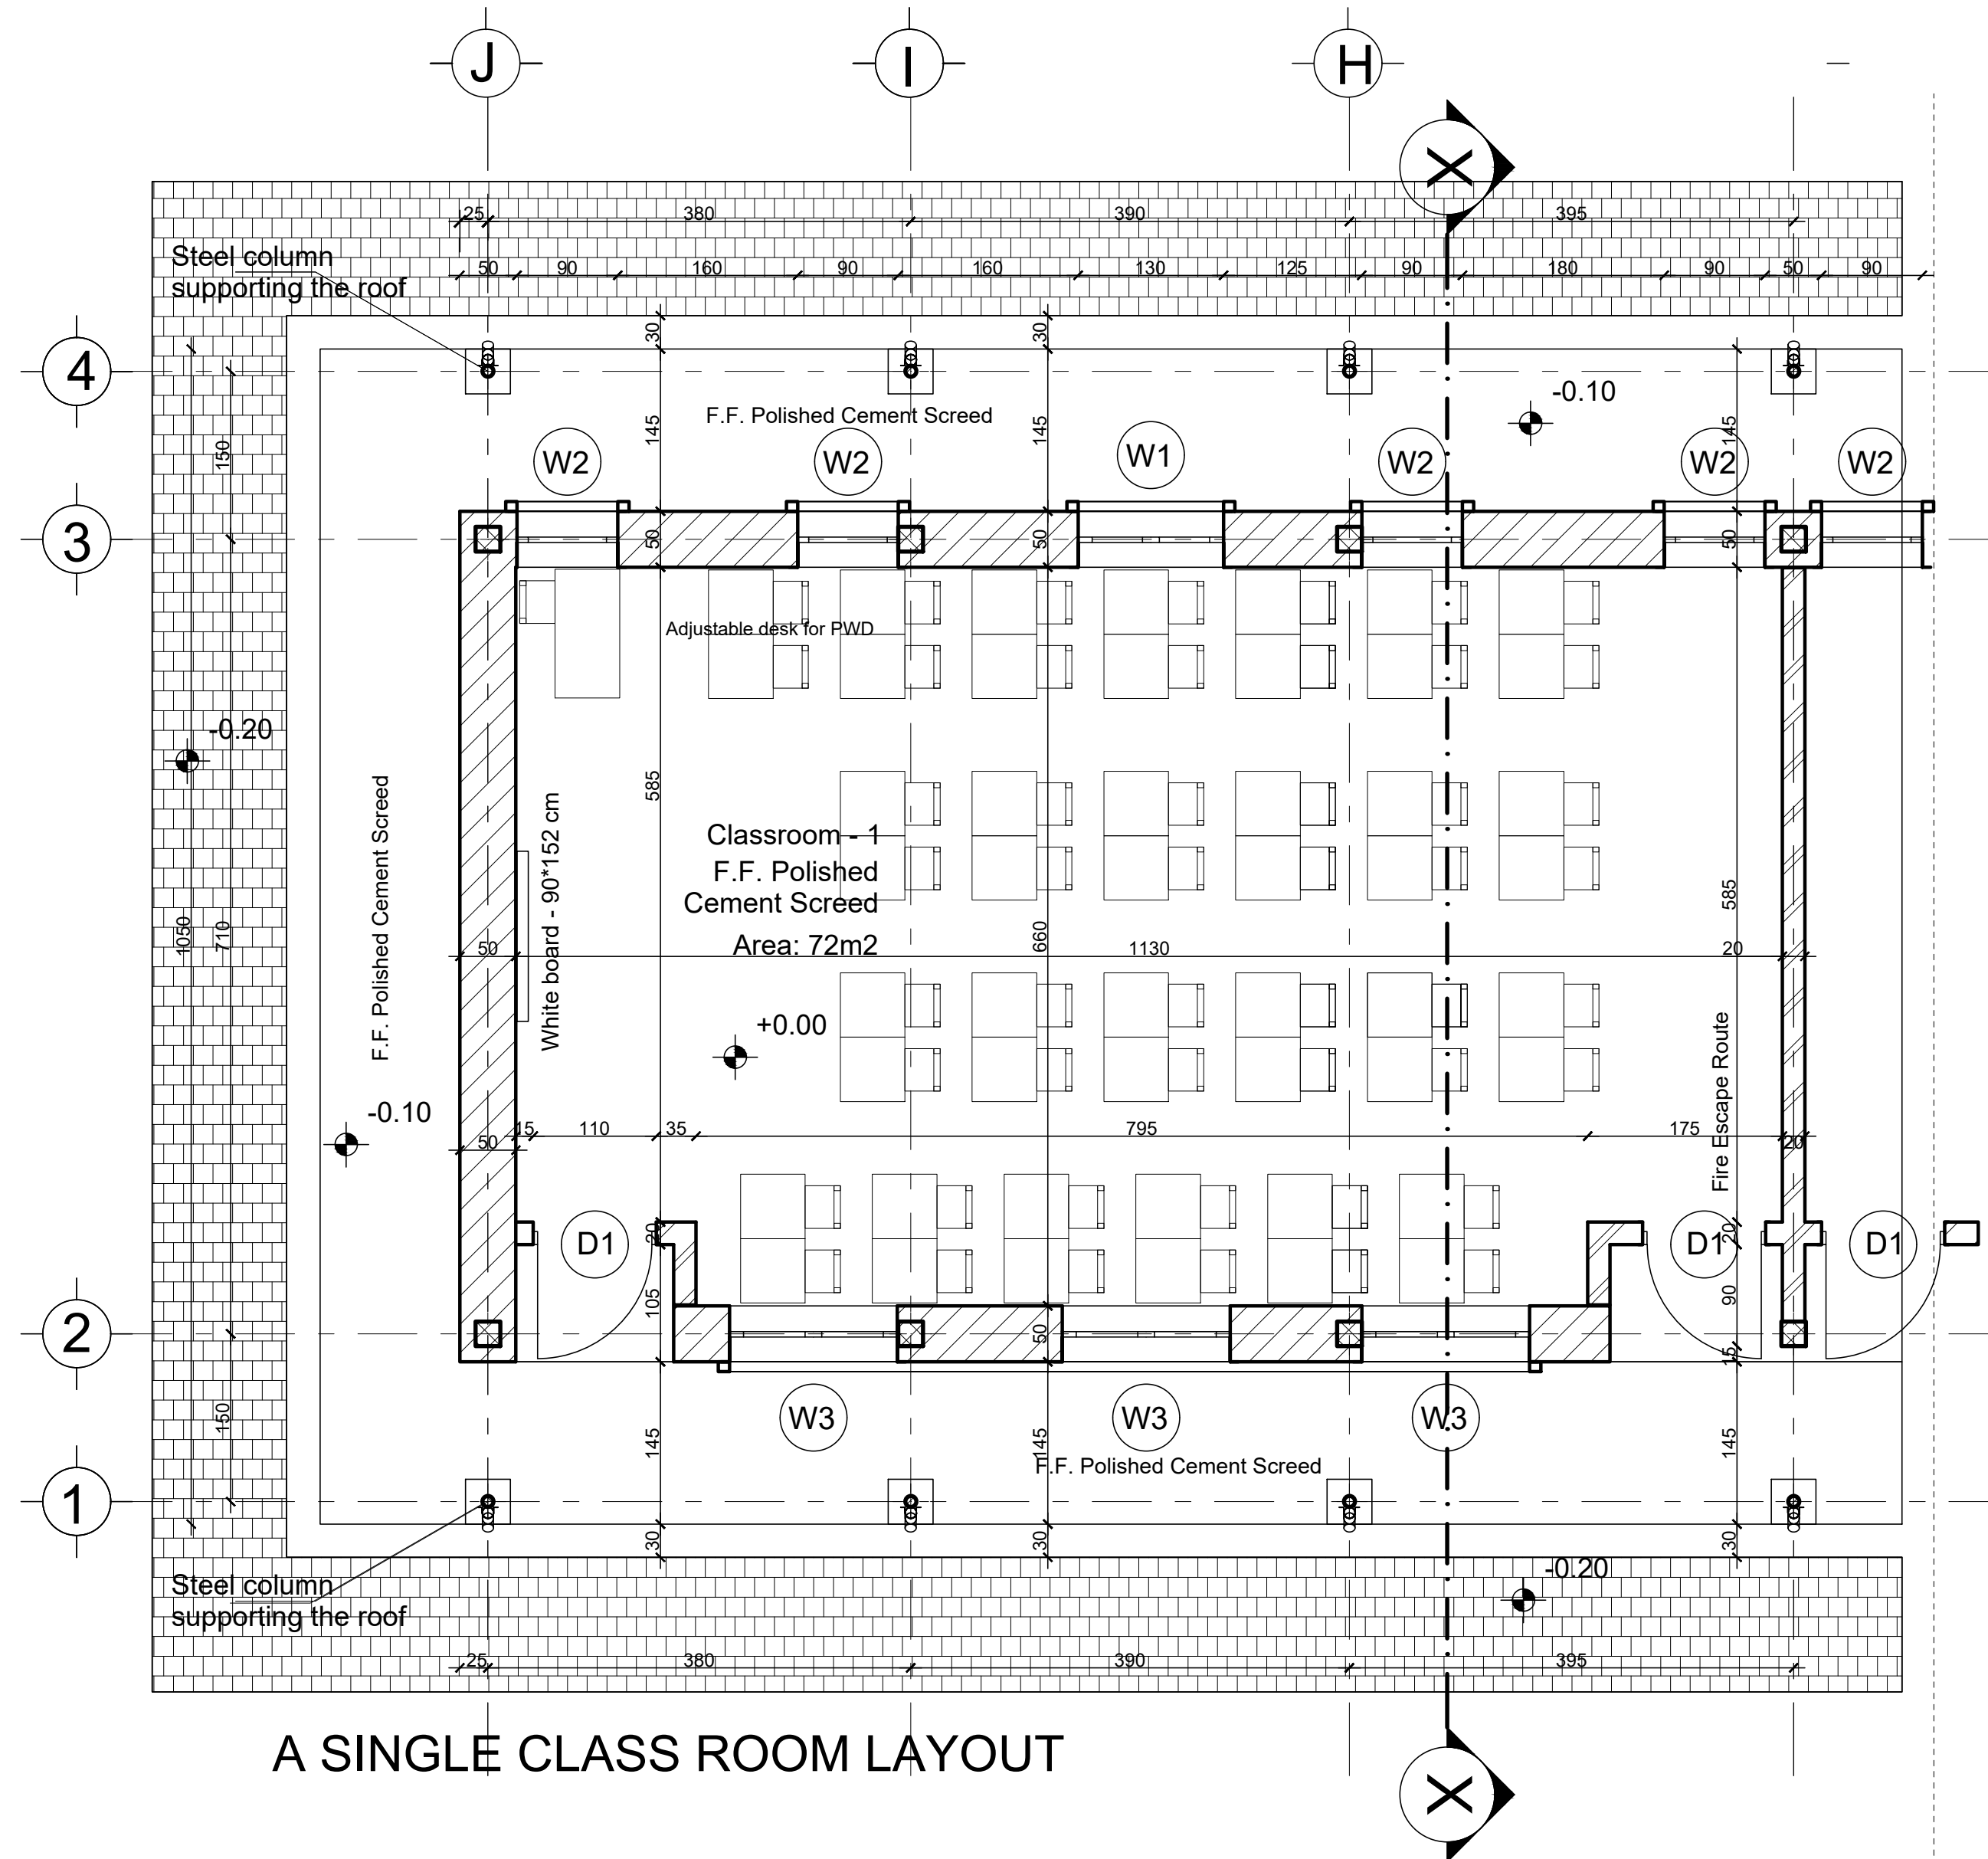 J I H
X
25 380 390 395
Steel column
supporting the roof
50 90 160 90 160 130 125 90 180 90 50 90
30 30
4
-0.10
F.F. Polished Cement Screed
150 145 145 145
W2 W2 W1 W2 W2 W2
3
50 50 50
Adjustable desk for PWD
-0.20
F.F. Polished Cement Screed
White board - 90*152 cm
585
Classroom - 1
F.F. Polished
Cement Screed
Area: 72m2
585
1050 710 660
50 1130 20
+0.00
Fire Escape Route
-0.10
50 15 110 35 795 175 20
20 20
D1 D1 D1
105 90
2
50 15
W3 W3 W3
150 145 145 145
F.F. Polished Cement Screed
1
30 30 30
-0.20
Steel column
supporting the roof
25 380 390 395
A SINGLE CLASS ROOM LAYOUT
X